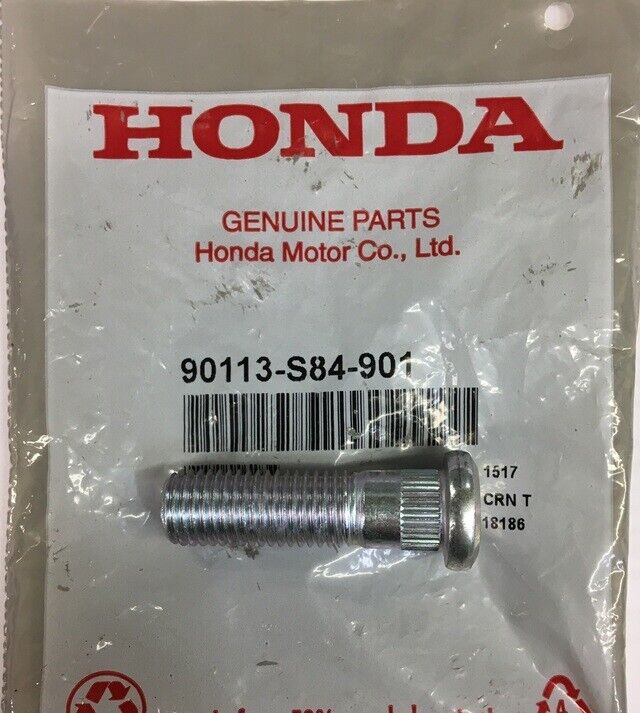 HONDA
GENUINE PARTS
Honda Motor Co., Ltd.
90113-S84-901
1517
CRN T
18186